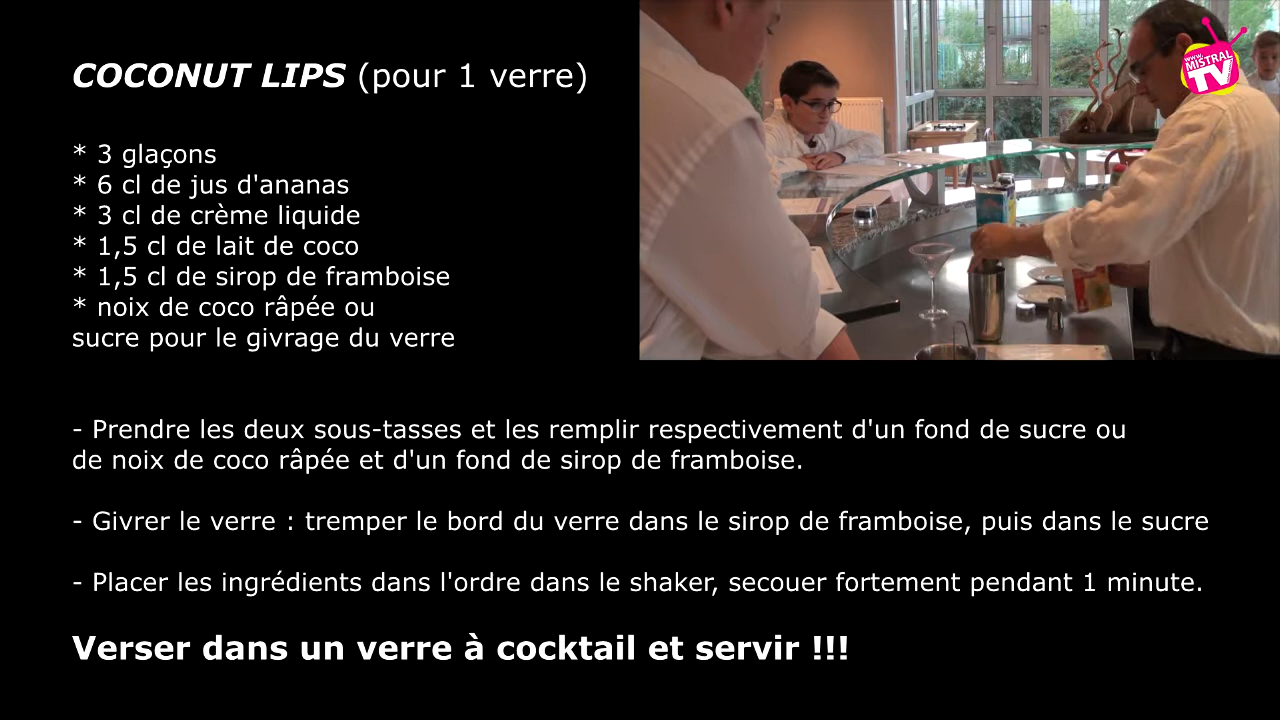 COCONUT LIPS (pour 1 verre)
* 3 glaçons
* 6 cl de jus d'ananas
* 3 cl de crème liquide
* 1,5 cl de lait de coco
* 1,5 cl de sirop de framboise
* noix de coco râpée ou
sucre pour le givrage du verre
www.
MISTRAL
TV
- Prendre les deux sous-tasses et les remplir respectivement d'un fond de sucre ou
de noix de coco râpée et d'un fond de sirop de framboise.
- Givrer le verre : tremper le bord du verre dans le sirop de framboise, puis dans le sucre
- Placer les ingrédients dans l'ordre dans le shaker, secouer fortement pendant 1 minute.
Verser dans un verre à cocktail et servir !!!